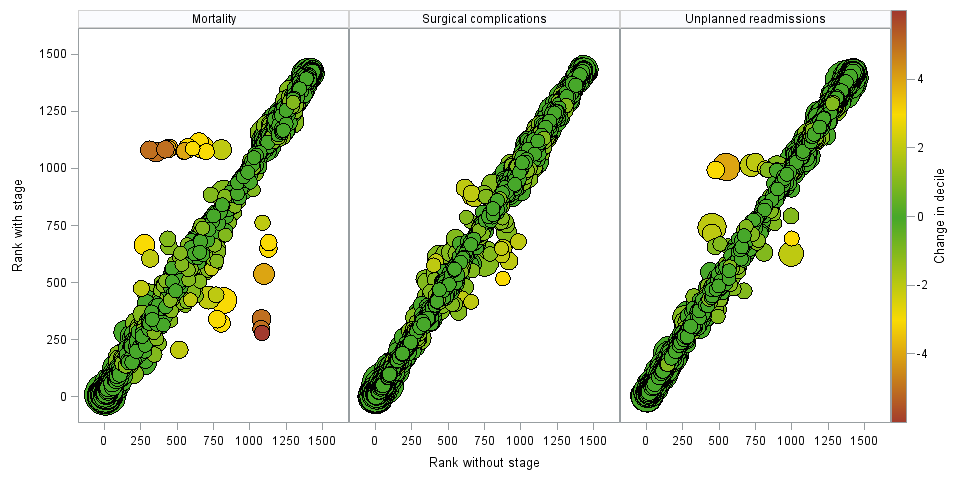 Mortality
Surgical complications
Unplanned readmissions
Rank with stage
1500
1250
1000
750
500
250
0
0 250 500 750 1000 1250 1500
0 250 500 750 1000 1250 1500
0 250 500 750 1000 1250 1500
Rank without stage
4
2
0
-2
-4
Change in decile